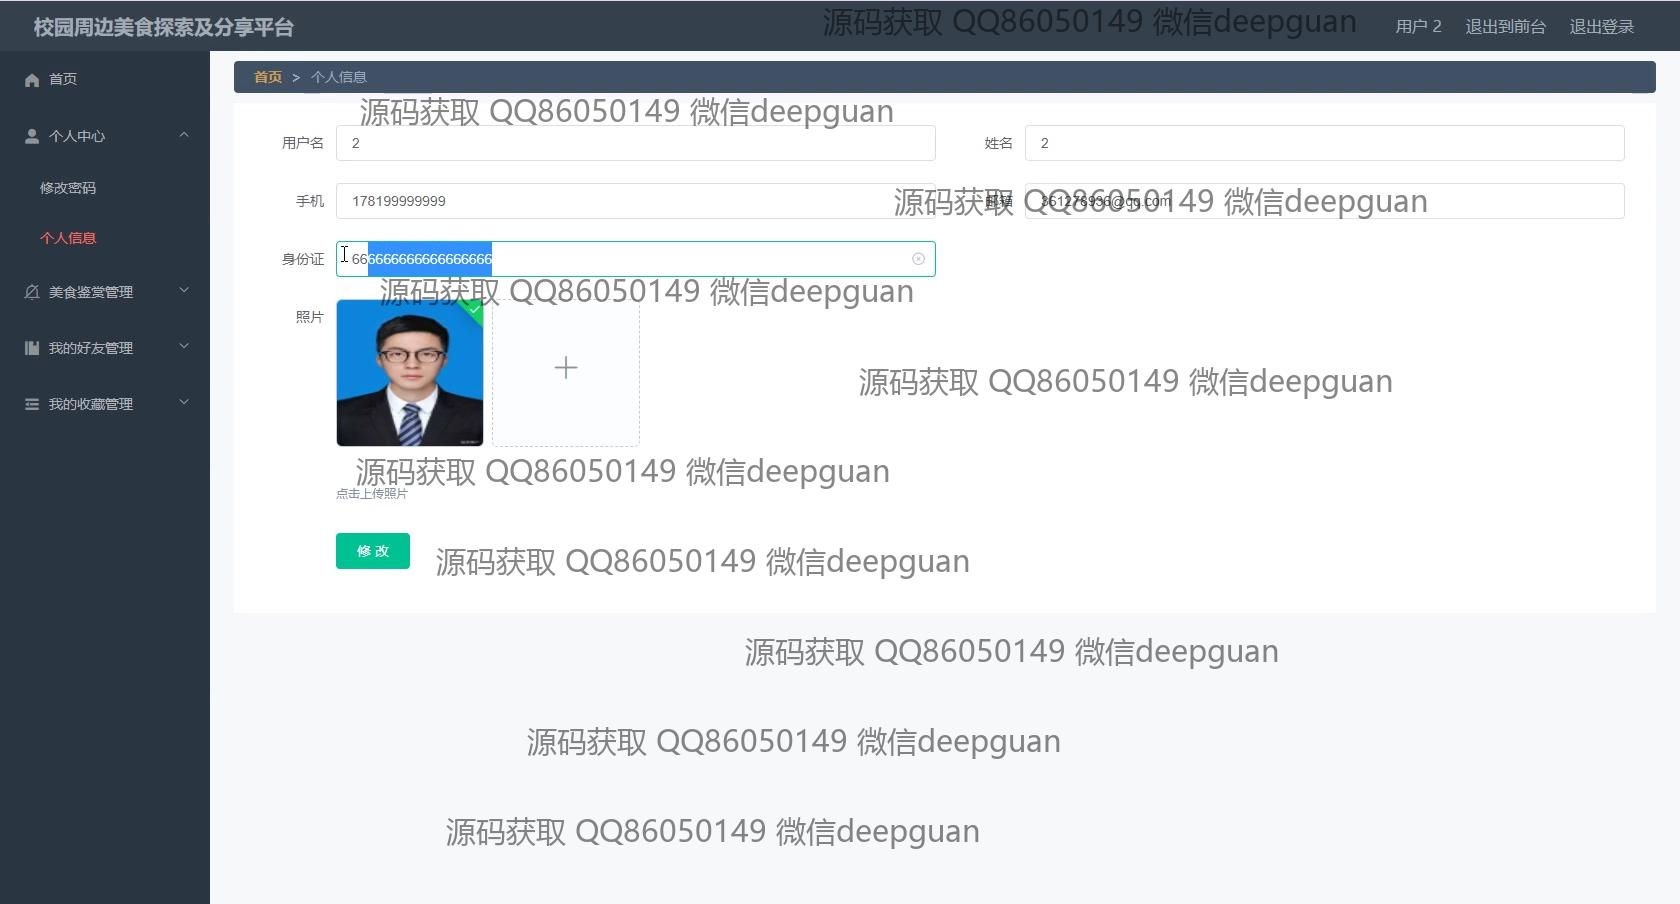 校园周边美食探索及分享平台
源码获取 QQ86050149 微信deepguan
用户 2 退出到前台 退出登录
首页
个人中心
修改密码
个人信息
美食鉴赏管理
我的好友管理
我的收藏管理
首页 > 个人信息
源码获取 QQ86050149 微信deepguan
用户名 2
姓名 2
手机 178199999999
邮箱
源码获取 QQ86050149 微信deepguan
身份证
源码获取 QQ86050149 微信deepguan
照片
源码获取 QQ86050149 微信deepguan
源码获取 QQ86050149 微信deepguan
点击上传照片
修改
源码获取 QQ86050149 微信deepguan
源码获取 QQ86050149 微信deepguan
源码获取 QQ86050149 微信deepguan
源码获取 QQ86050149 微信deepguan